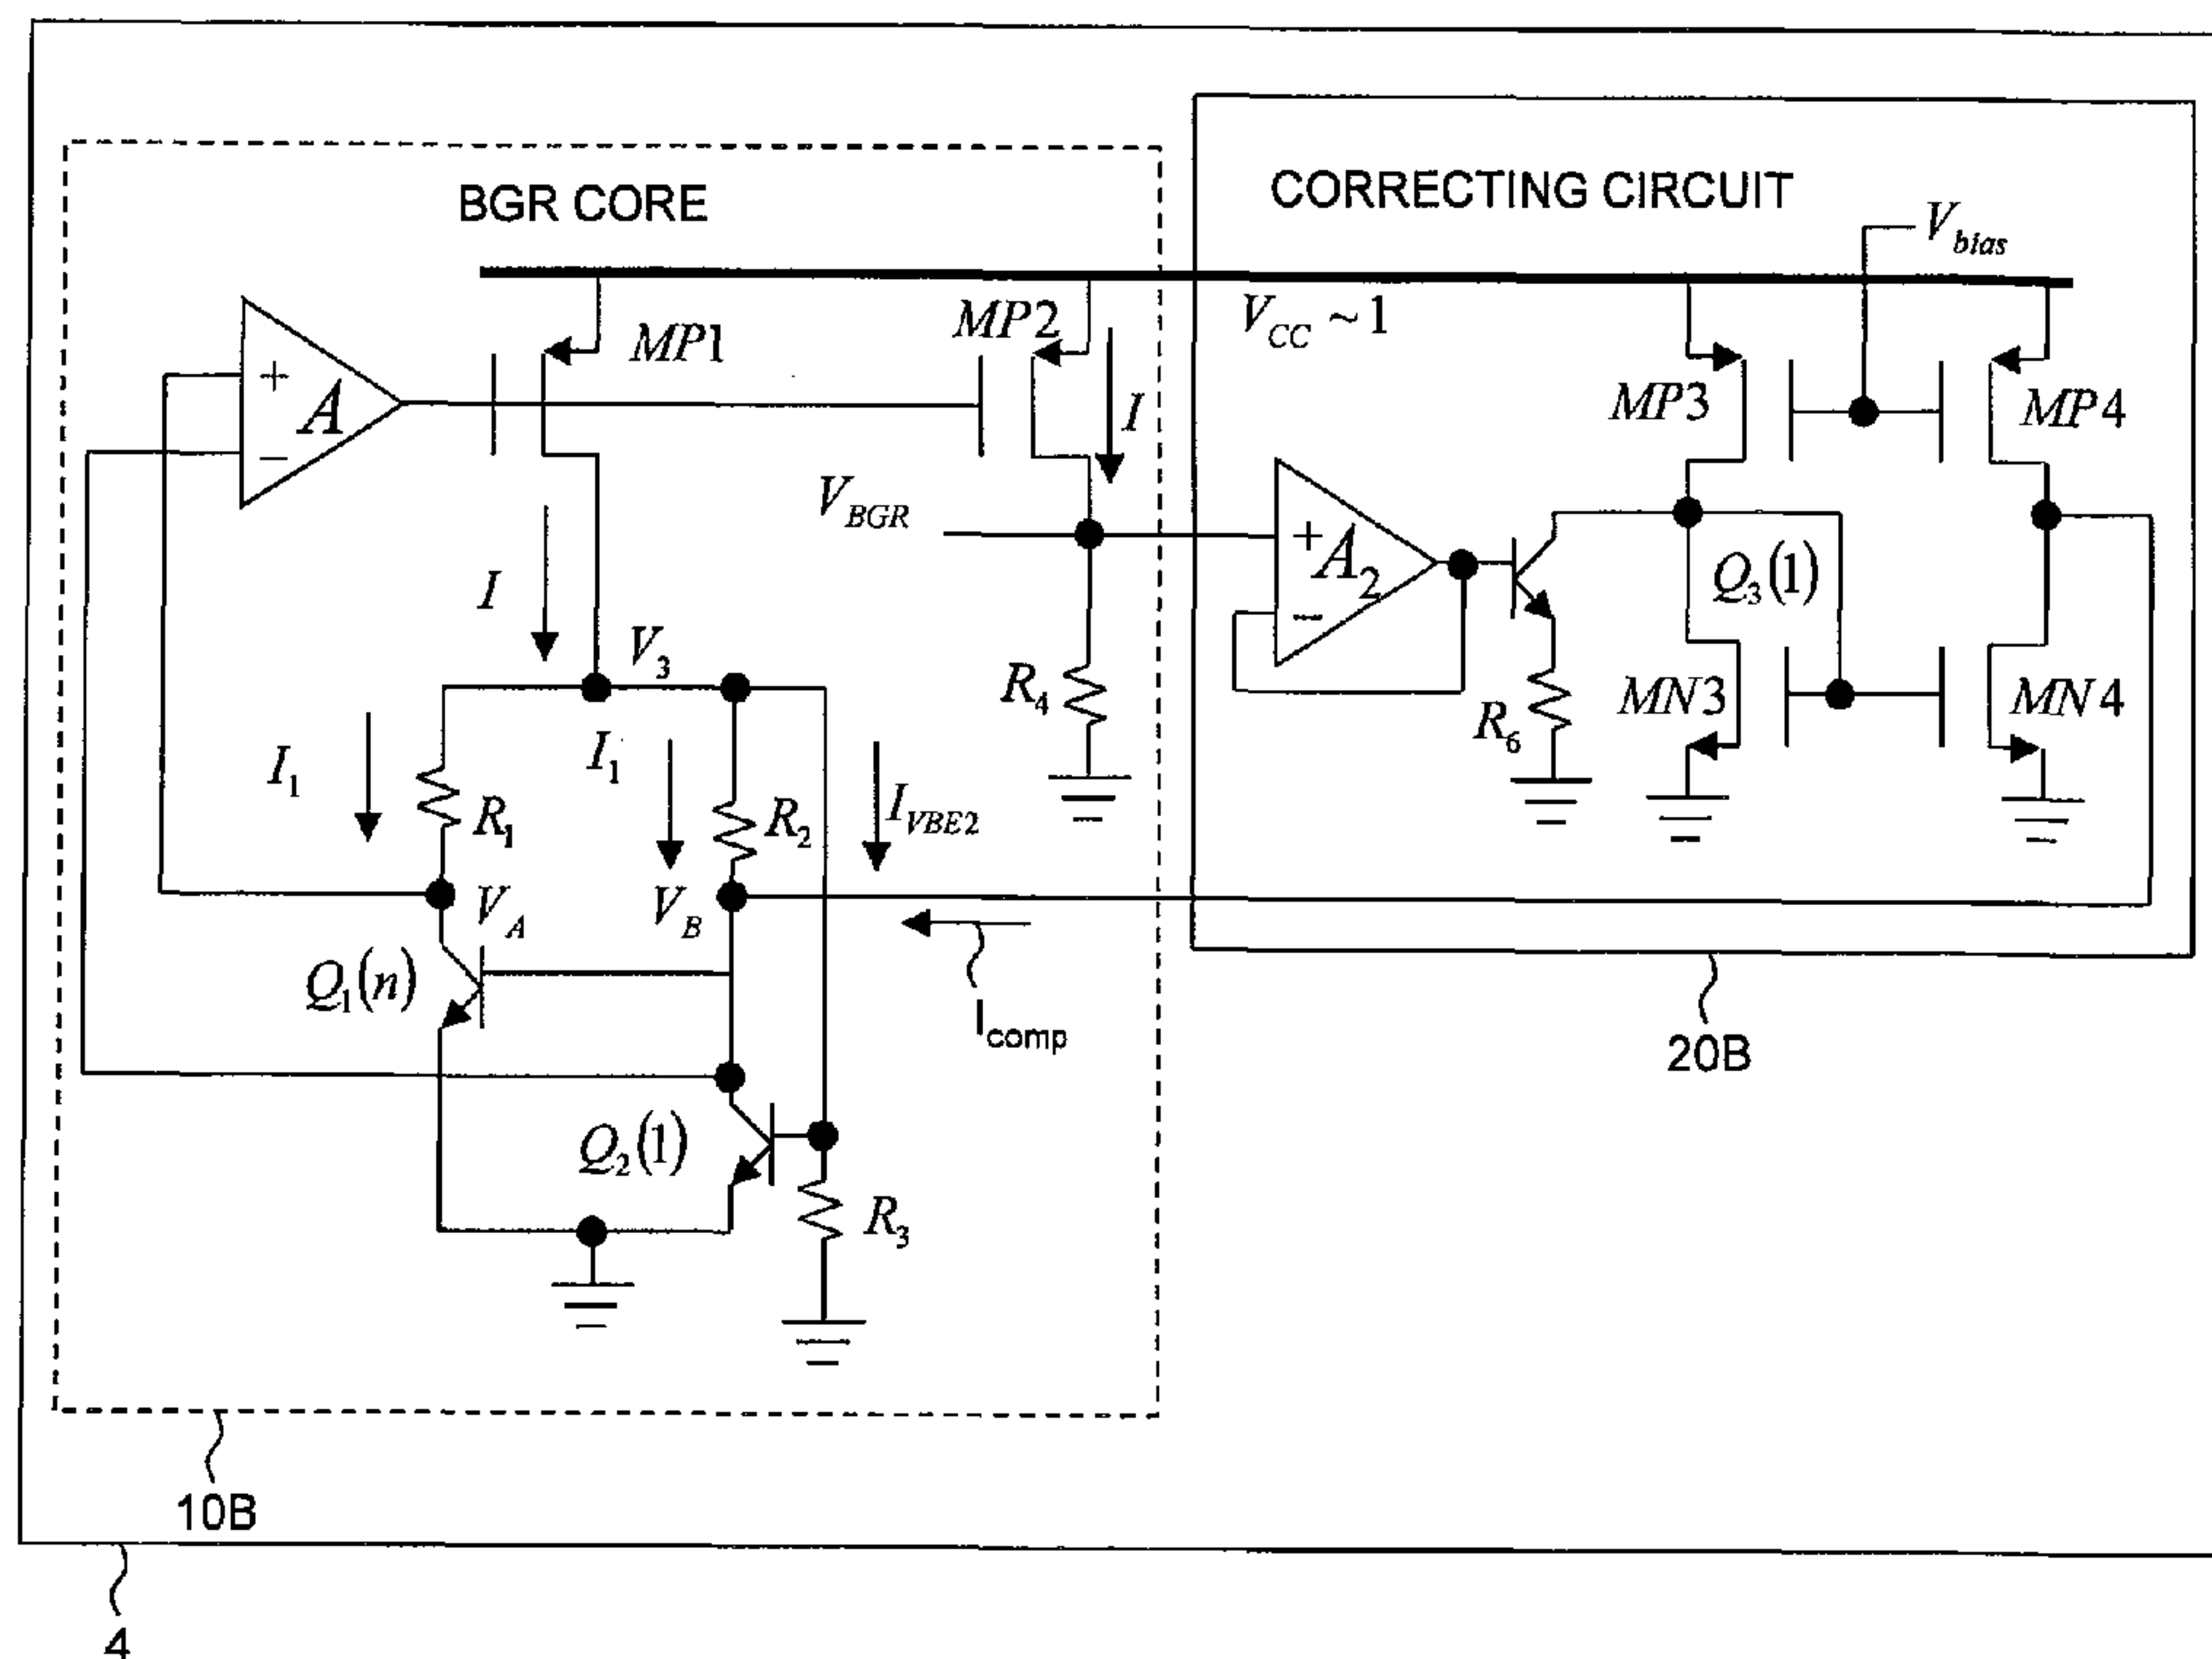 BGR CORE
CORRECTING CIRCUIT
V_bias
MP1
MP2
V_CC ~ 1
MP3
MP4
+
A
−
I
V_BGR
+
A_2
−
Q_3(1)
I
V_3
R_4
R_6
MN3
MN4
I_1
R_1
I_1
R_2
I_VBE2
V_A
V_B
Q_1(n)
I_comp
20B
Q_2(1)
R_3
10B
4